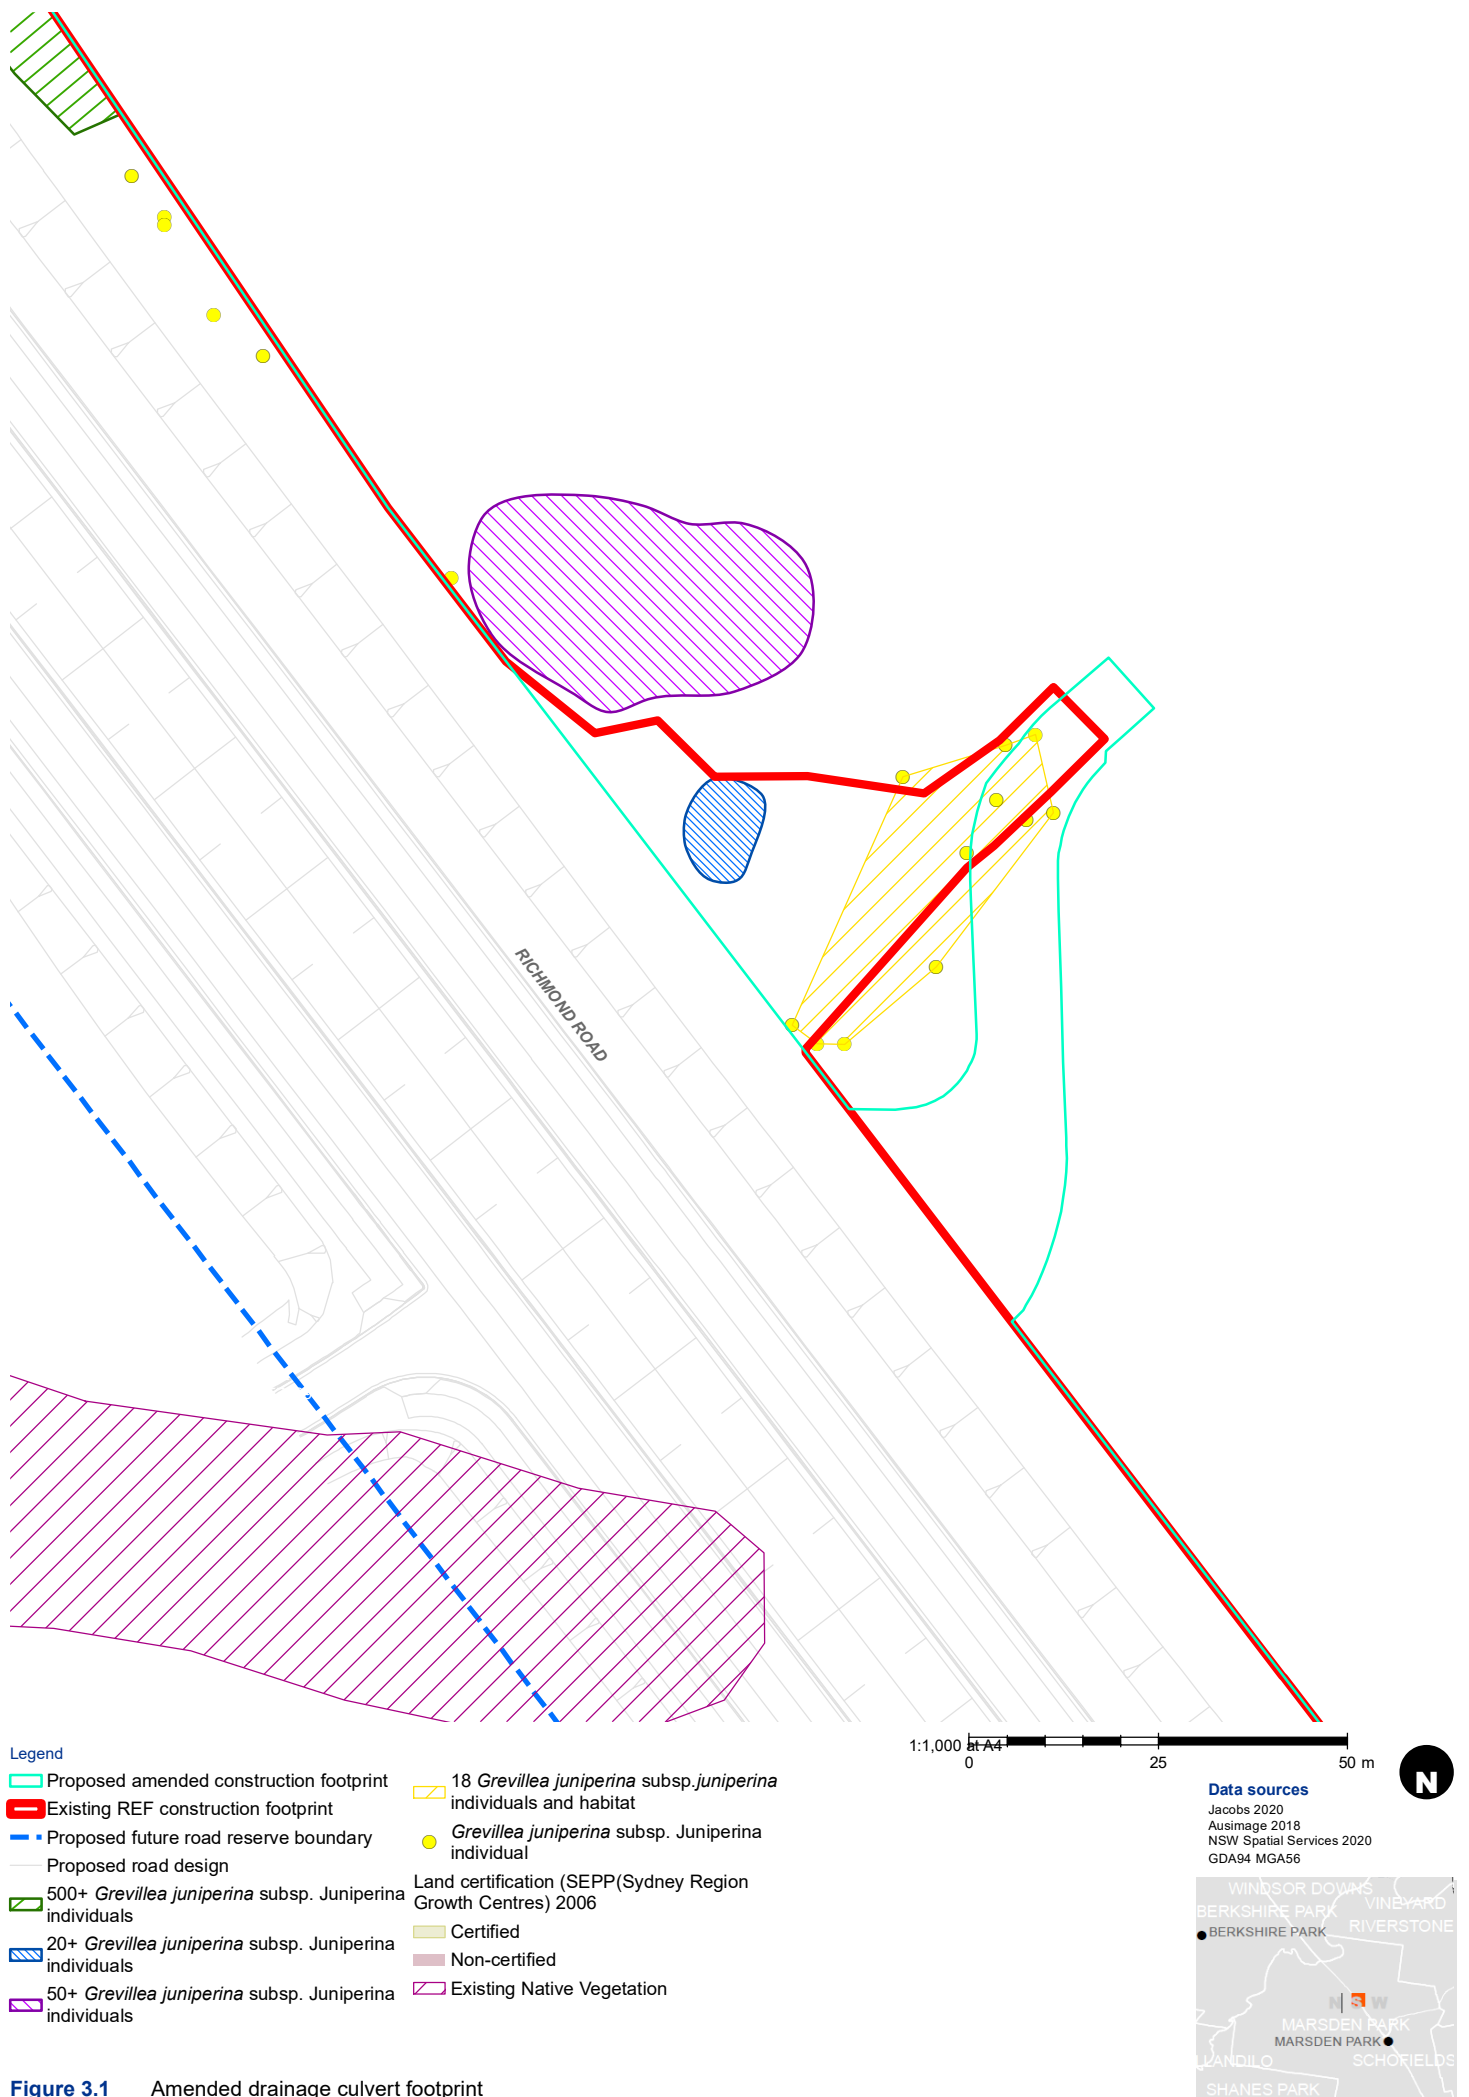 RICHMOND ROAD
Legend
Proposed amended construction footprint
Existing REF construction footprint
Proposed future road reserve boundary
Proposed road design
500+ Grevillea juniperina subsp. Juniperina
individuals
20+ Grevillea juniperina subsp. Juniperina
individuals
50+ Grevillea juniperina subsp. Juniperina
individuals
18 Grevillea juniperina subsp.juniperina
individuals and habitat
Grevillea juniperina subsp. Juniperina
individual
Land certification (SEPP(Sydney Region
Growth Centres) 2006
Certified
Non-certified
Existing Native Vegetation
1:1,000 at A4
0 25 50 m
N
Data sources
Jacobs 2020
Ausimage 2018
NSW Spatial Services 2020
GDA94 MGA56
WINDSOR DOWNS
BERKSHIRE PARK
VINEYARD
RIVERSTONE
BERKSHIRE PARK
N S W
MARSDEN PARK
MARSDEN PARK
LLANDILO
SCHOFIELDS
SHANES PARK
Figure 3.1 Amended drainage culvert footprint